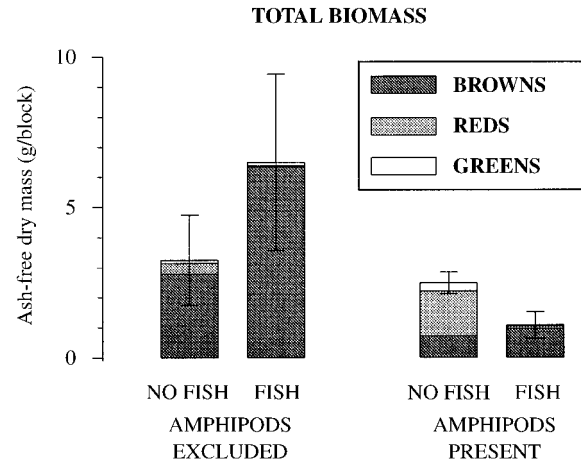 TOTAL BIOMASS
10
5
0
Ash-free dry mass (g/block)
BROWNS
REDS
GREENS
NO FISH FISH
AMPHIPODS
EXCLUDED
NO FISH FISH
AMPHIPODS
PRESENT